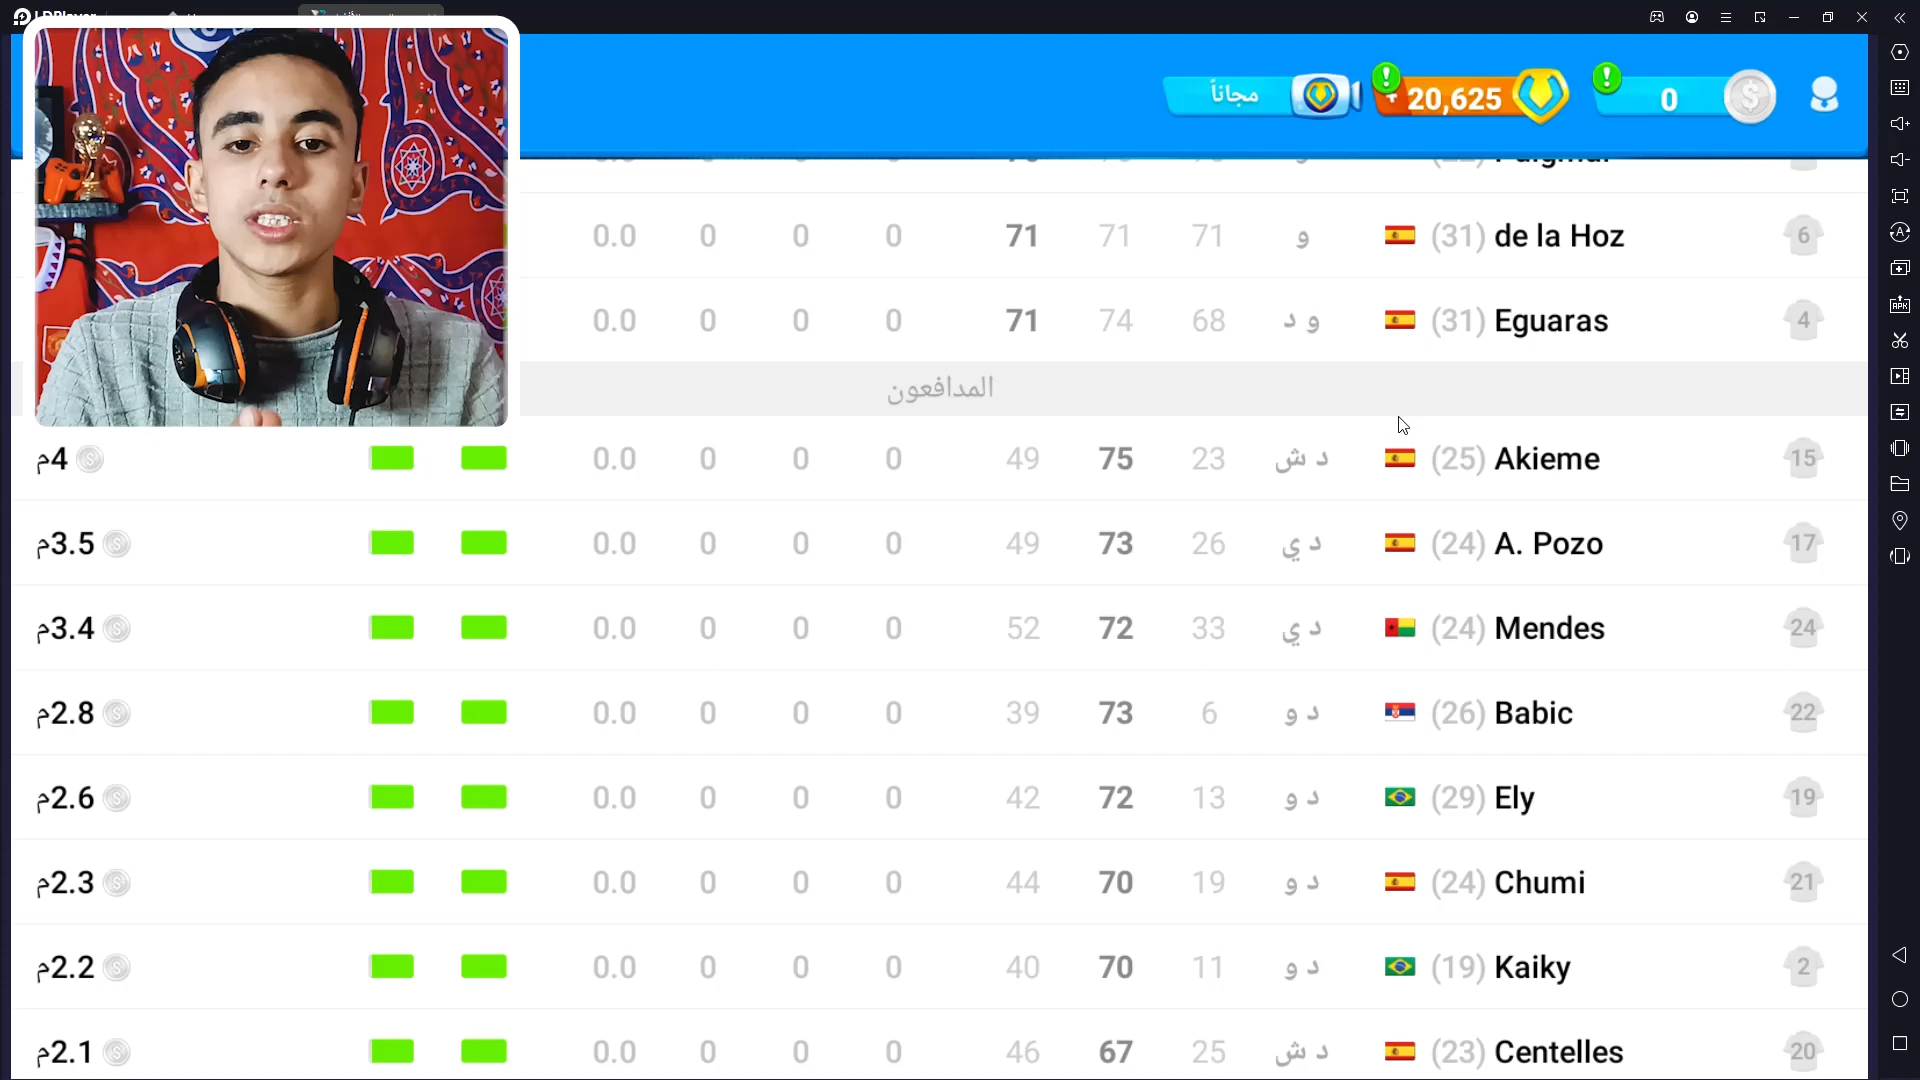 LDPlayer
مجاناً
+ 20,625
0
0.0 0 0 0 71 71 71 و (31) de la Hoz 6
0.0 0 0 0 71 74 68 و د (31) Eguaras 4
المدافعون
4م 0.0 0 0 0 49 75 23 د ش (25) Akieme 15
3.5م 0.0 0 0 0 49 73 26 د ي (24) A. Pozo 17
3.4م 0.0 0 0 0 52 72 33 د ي (24) Mendes 24
2.8م 0.0 0 0 0 39 73 6 د و (26) Babic 22
2.6م 0.0 0 0 0 42 72 13 د و (29) Ely 19
2.3م 0.0 0 0 0 44 70 19 د و (24) Chumi 21
2.2م 0.0 0 0 0 40 70 11 د و (19) Kaiky 2
2.1م 0.0 0 0 0 46 67 25 د ش (23) Centelles 20